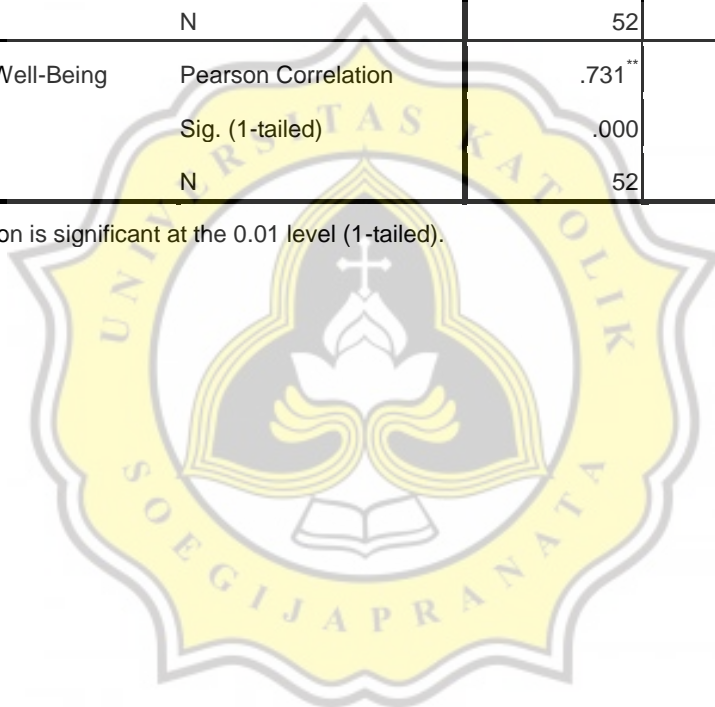 N 52
Well-Being Pearson Correlation .731**
Sig. (1-tailed) .000
N 52
on is significant at the 0.01 level (1-tailed).
UNIVERSITAS KATOLIK
SOEGIJAPRANATA